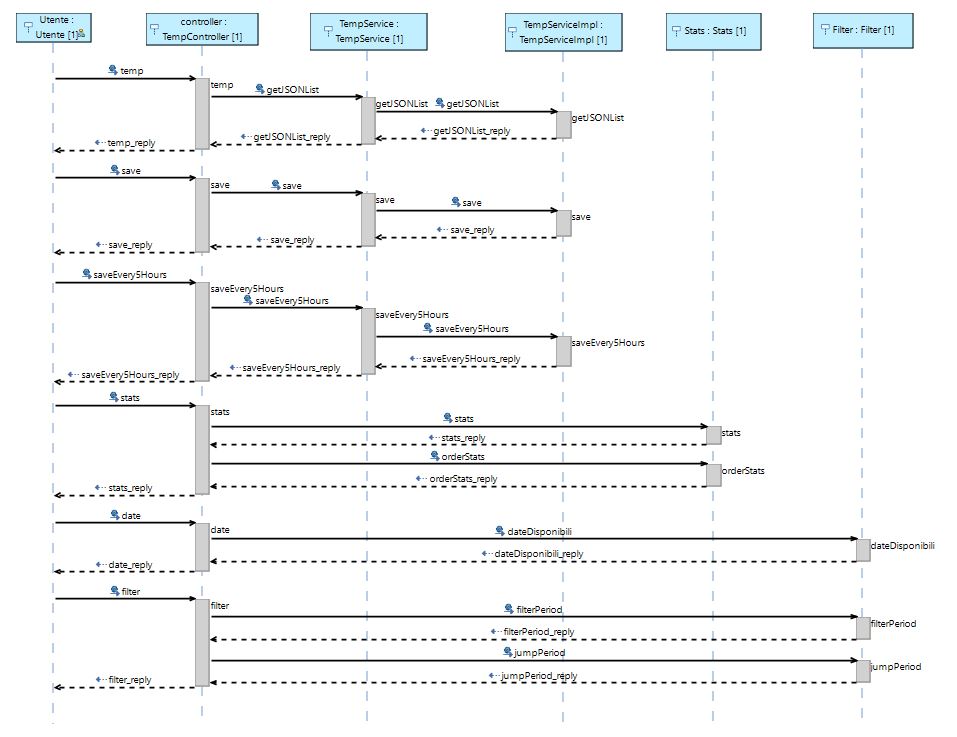 Utente :
Utente [1]
controller :
TempController [1]
TempService :
TempService [1]
TempServiceImpl :
TempServiceImpl [1]
Stats : Stats [1]
Filter : Filter [1]
temp
temp
getJSONList
getJSONList
getJSONList
getJSONList
getJSONList_reply
getJSONList_reply
temp_reply
save
save
save
save
save
save
save_reply
save_reply
save_reply
saveEvery5Hours
saveEvery5Hours
saveEvery5Hours
saveEvery5Hours
saveEvery5Hours
saveEvery5Hours
saveEvery5Hours_reply
saveEvery5Hours_reply
saveEvery5Hours_reply
stats
stats
stats
stats
stats_reply
orderStats
orderStats
orderStats_reply
stats_reply
date
date
dateDisponibili
dateDisponibili
dateDisponibili_reply
date_reply
filter
filter
filterPeriod
filterPeriod
filterPeriod_reply
jumpPeriod
jumpPeriod
jumpPeriod_reply
filter_reply